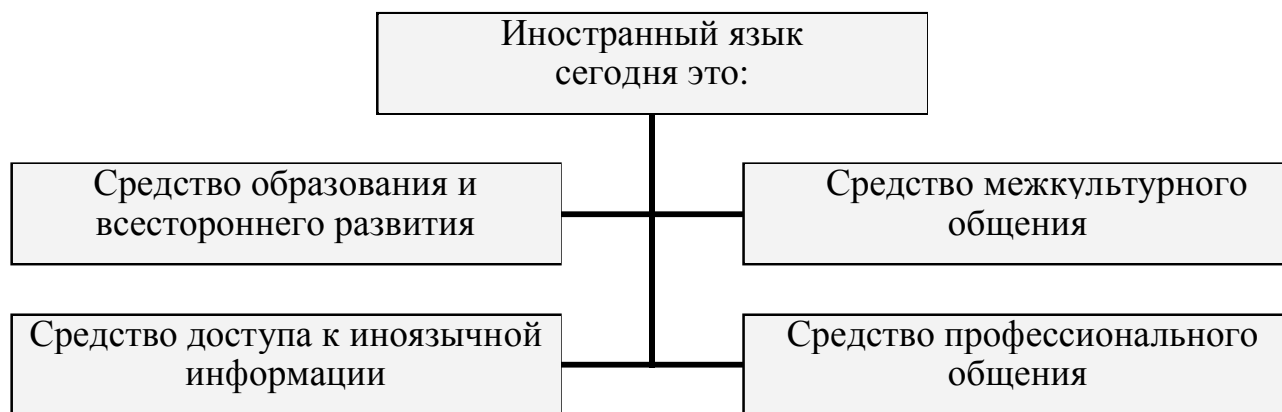 Иностранный язык
сегодня это:
Средство образования и
всестороннего развития
Средство межкультурного
общения
Средство доступа к иноязычной
информации
Средство профессионального
общения